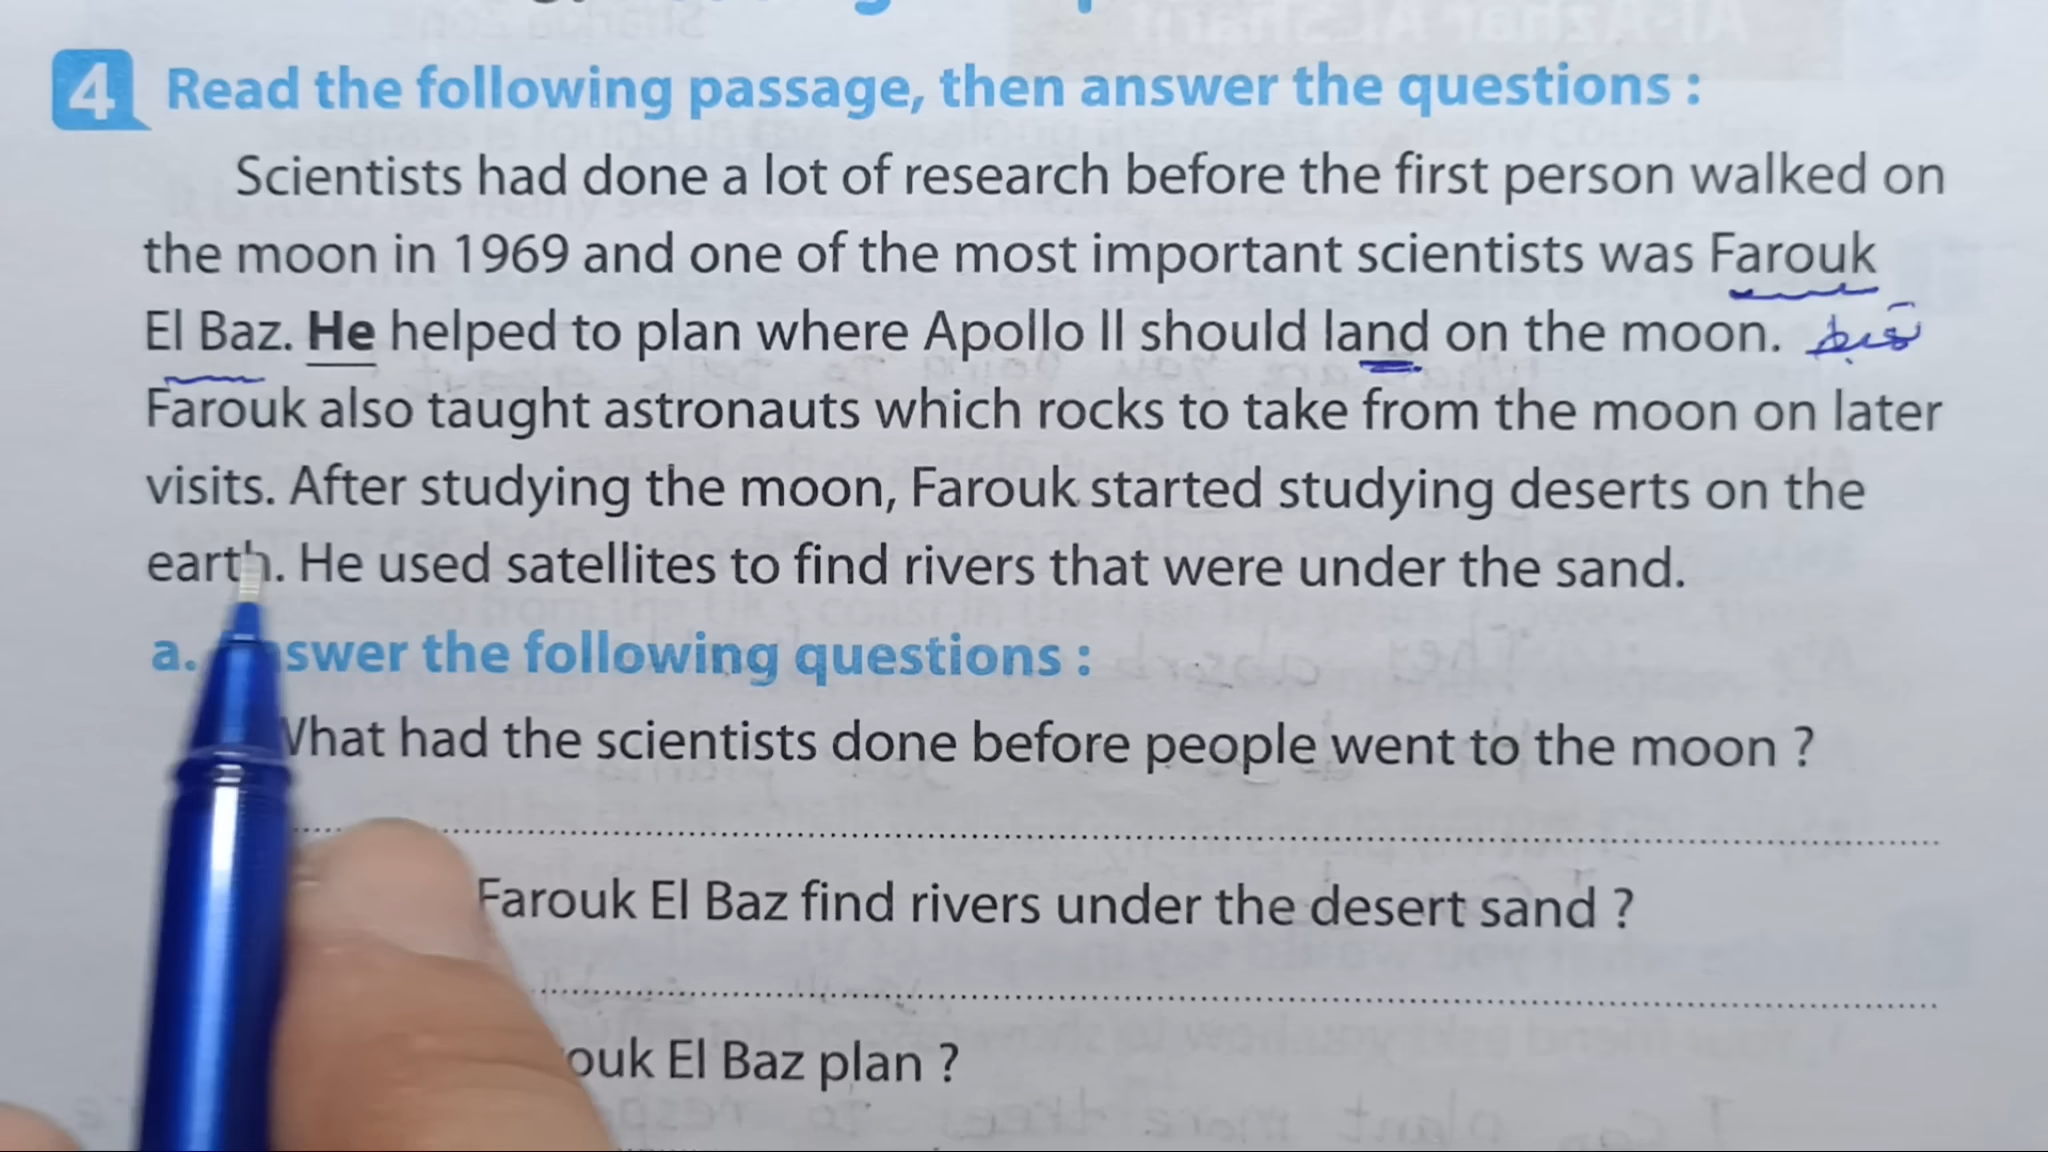 4 Read the following passage, then answer the questions :
Scientists had done a lot of research before the first person walked on
the moon in 1969 and one of the most important scientists was Farouk
El Baz. He helped to plan where Apollo ll should land on the moon.
Farouk also taught astronauts which rocks to take from the moon on later
visits. After studying the moon, Farouk started studying deserts on the
earth. He used satellites to find rivers that were under the sand.
a. the following questions :
What had the scientists done before people went to the moon ?
Farouk El Baz find rivers under the desert sand ?
El Baz plan ?